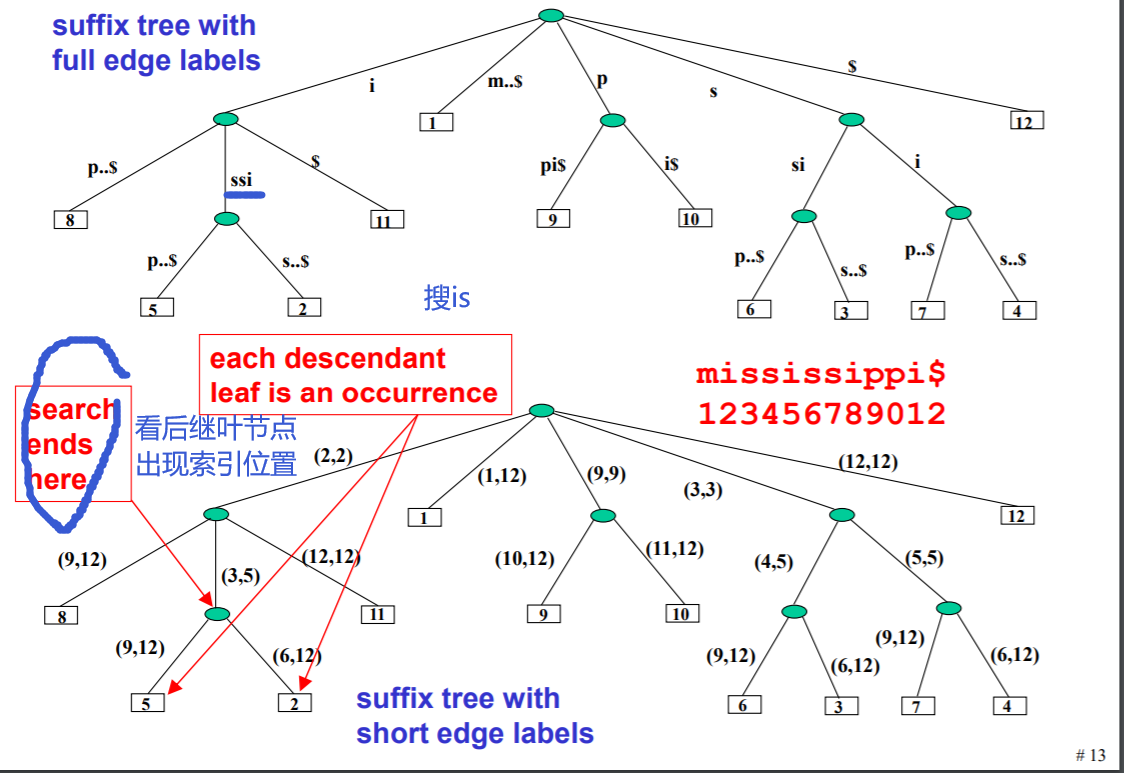 suffix tree with
full edge labels
i
m..$
p
s
$
1
12
p..$
ssi
$
pi$
i$
si
i
8
11
9
10
p..$
s..$
p..$
s..$
p..$
s..$
5
2
6
3
7
4
搜is
each descendant
leaf is an occurrence
mississippi$
123456789012
search
ends
here
看后继叶节点
出现索引位置
(2,2)
(1,12)
(9,9)
(3,3)
(12,12)
1
12
(9,12)
(3,5)
(12,12)
(10,12)
(11,12)
(4,5)
(5,5)
8
11
9
10
(9,12)
(6,12)
(9,12)
(6,12)
(9,12)
(6,12)
5
2
6
3
7
4
suffix tree with
short edge labels
# 13